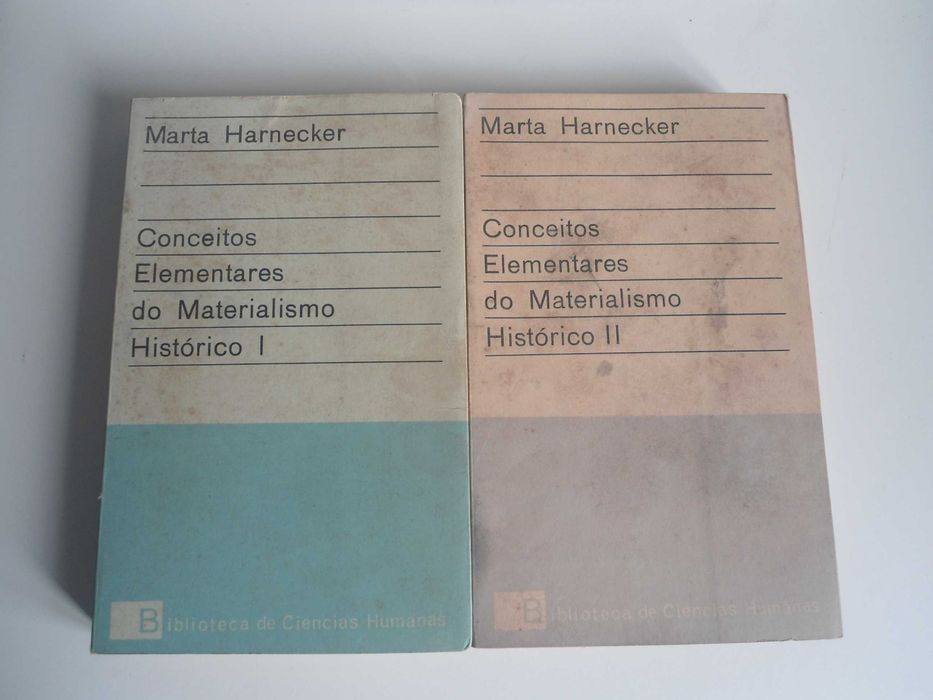 Marta Harnecker
Conceitos
Elementares
do Materialismo
Histórico I
Biblioteca de Ciencias Humanas
Marta Harnecker
Conceitos
Elementares
do Materialismo
Histórico II
Biblioteca de Ciencias Humanas